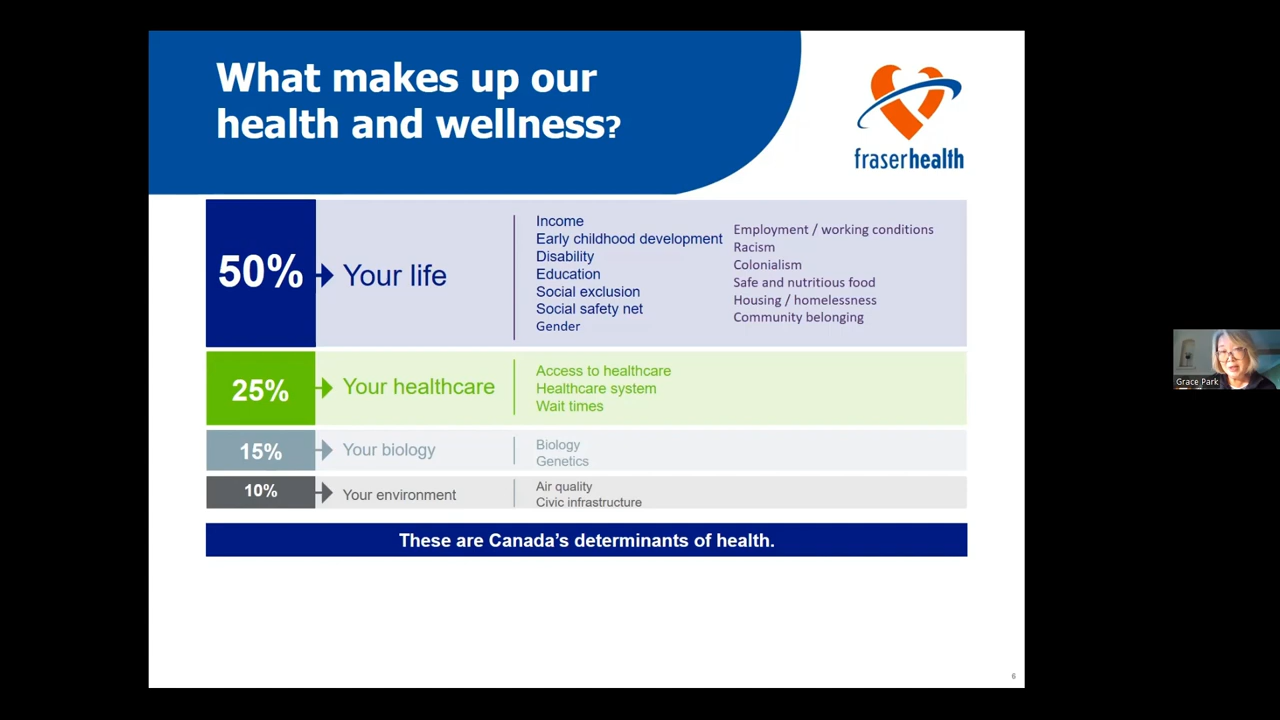 What makes up our
health and wellness?
fraserhealth
50%
Your life
Income
Early childhood development
Disability
Education
Social exclusion
Social safety net
Gender
Employment / working conditions
Racism
Colonialism
Safe and nutritious food
Housing / homelessness
Community belonging
25%
Your healthcare
Access to healthcare
Healthcare system
Wait times
15%
Your biology
Biology
Genetics
10%
Your environment
Air quality
Civic infrastructure
These are Canada's determinants of health.
6
Grace Park